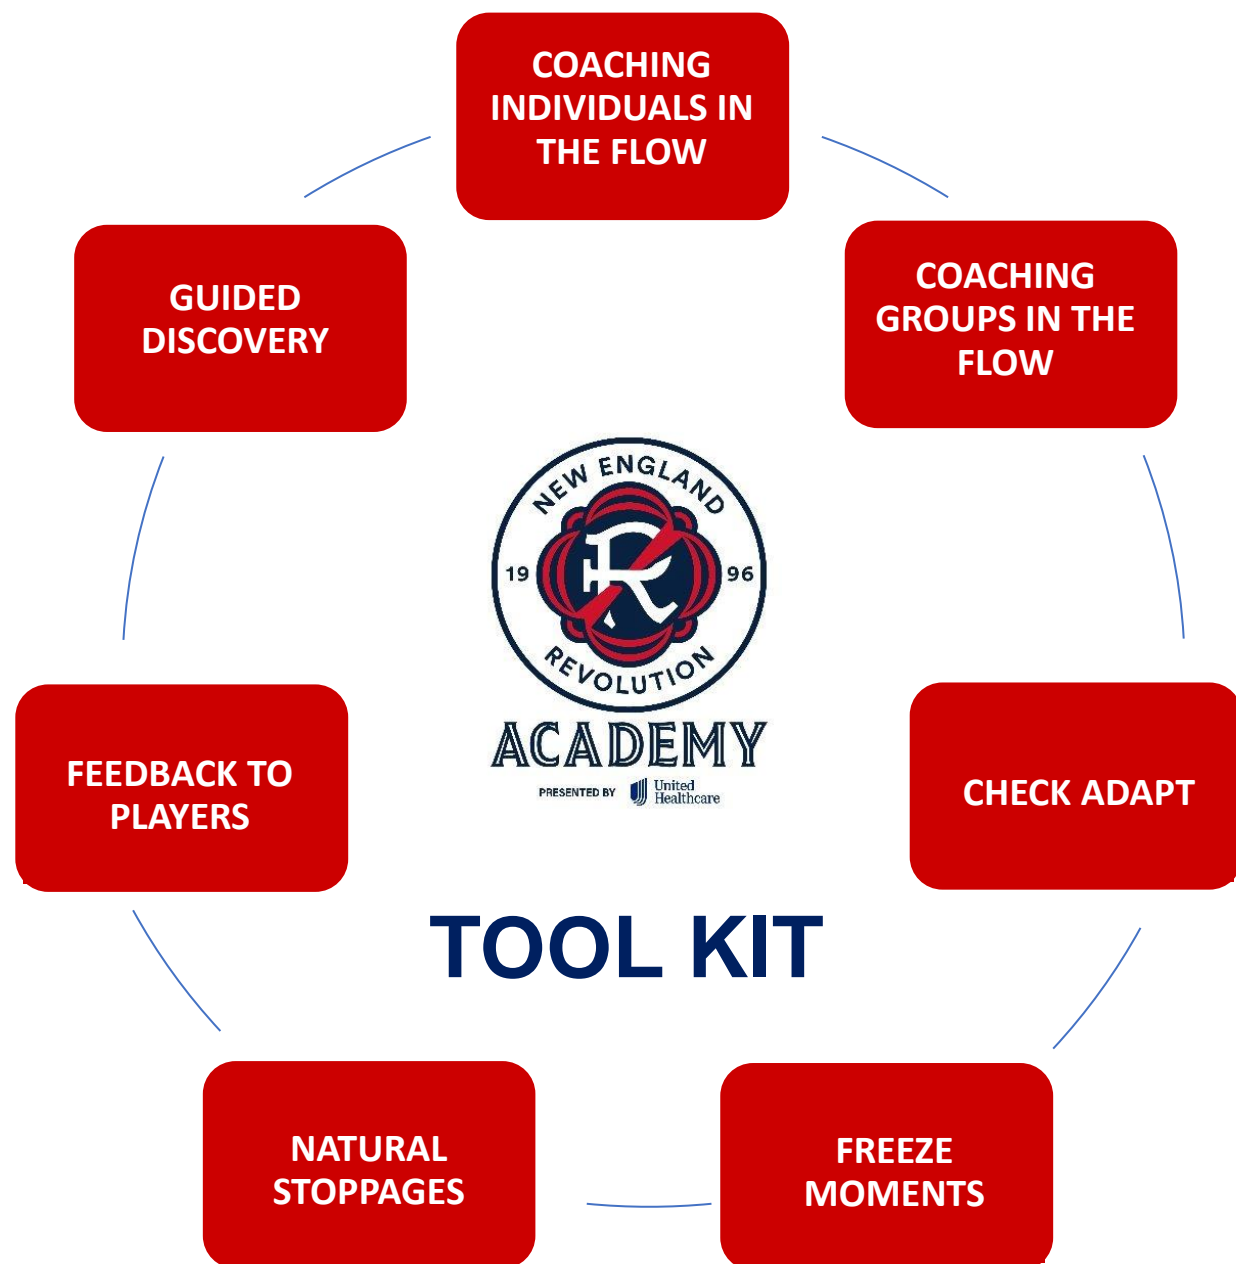 COACHING
INDIVIDUALS IN
THE FLOW
COACHING
GROUPS IN THE
FLOW
CHECK ADAPT
FREEZE
MOMENTS
NATURAL
STOPPAGES
FEEDBACK TO
PLAYERS
GUIDED
DISCOVERY
NEW ENGLAND
19 96
R
REVOLUTION
ACADEMY
PRESENTED BY United
Healthcare
TOOL KIT